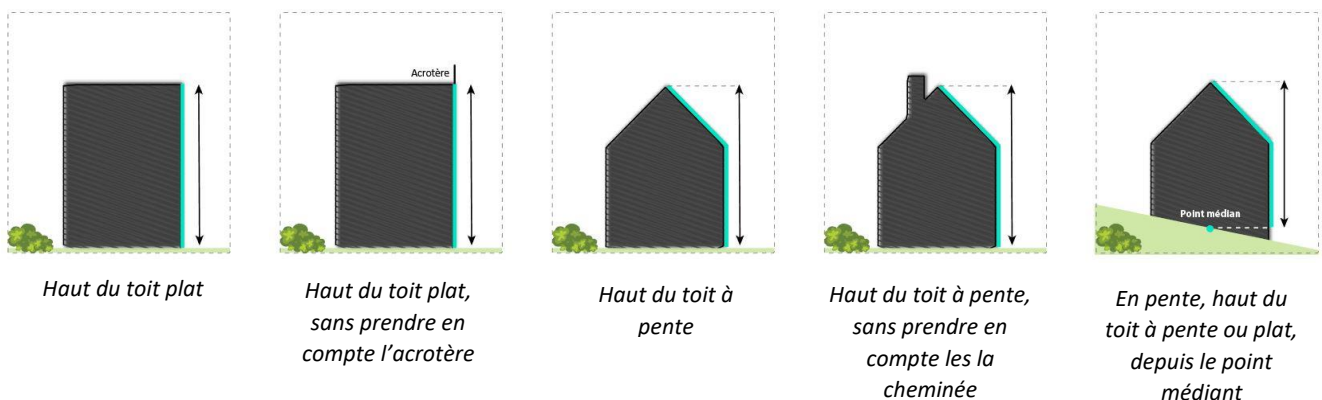 Acrotère
Point médian
Haut du toit plat
Haut du toit plat,
sans prendre en
compte l’acrotère
Haut du toit à
pente
Haut du toit à pente,
sans prendre en
compte les la
cheminée
En pente, haut du
toit à pente ou plat,
depuis le point
médiant